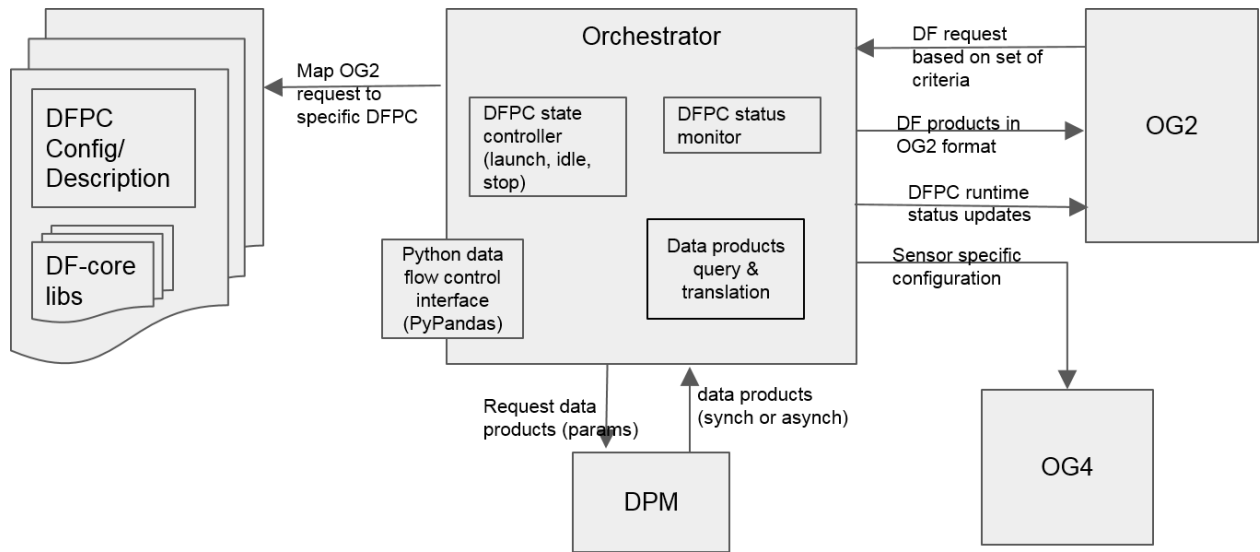 Orchestrator
DFPC
Config/
Description
DF-core
libs
Map OG2
request to
specific DFPC
DFPC state
controller
(launch, idle,
stop)
DFPC status
monitor
Python data
flow control
interface
(PyPandas)
Data products
query &
translation
DF request
based on set of
criteria
DF products in
OG2 format
DFPC runtime
status updates
Sensor specific
configuration
OG2
Request data
products (params)
data products
(synch or asynch)
DPM
OG4